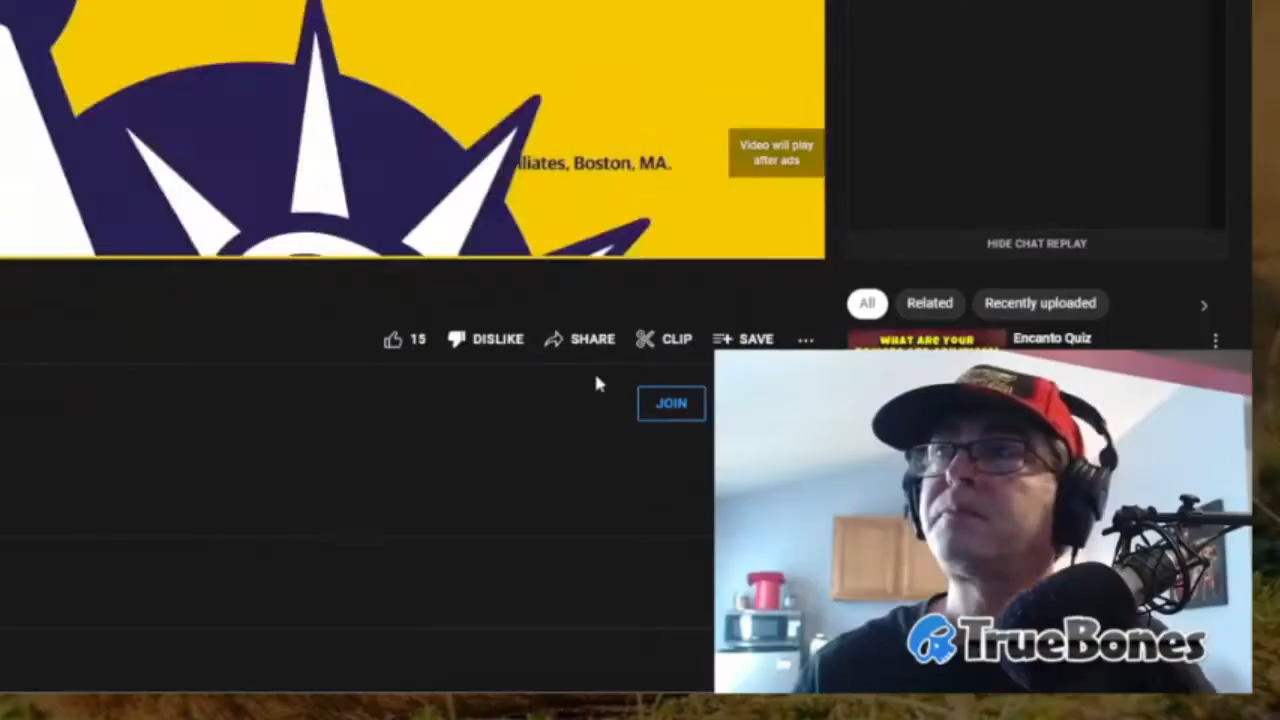 iliates, Boston, MA.
Video will play
after ads
HIDE CHAT REPLAY
All Related Recently uploaded
15 DISLIKE SHARE CLIP SAVE ...
WHAT ARE YOUR
Encanto Quiz
JOIN
TrueBones